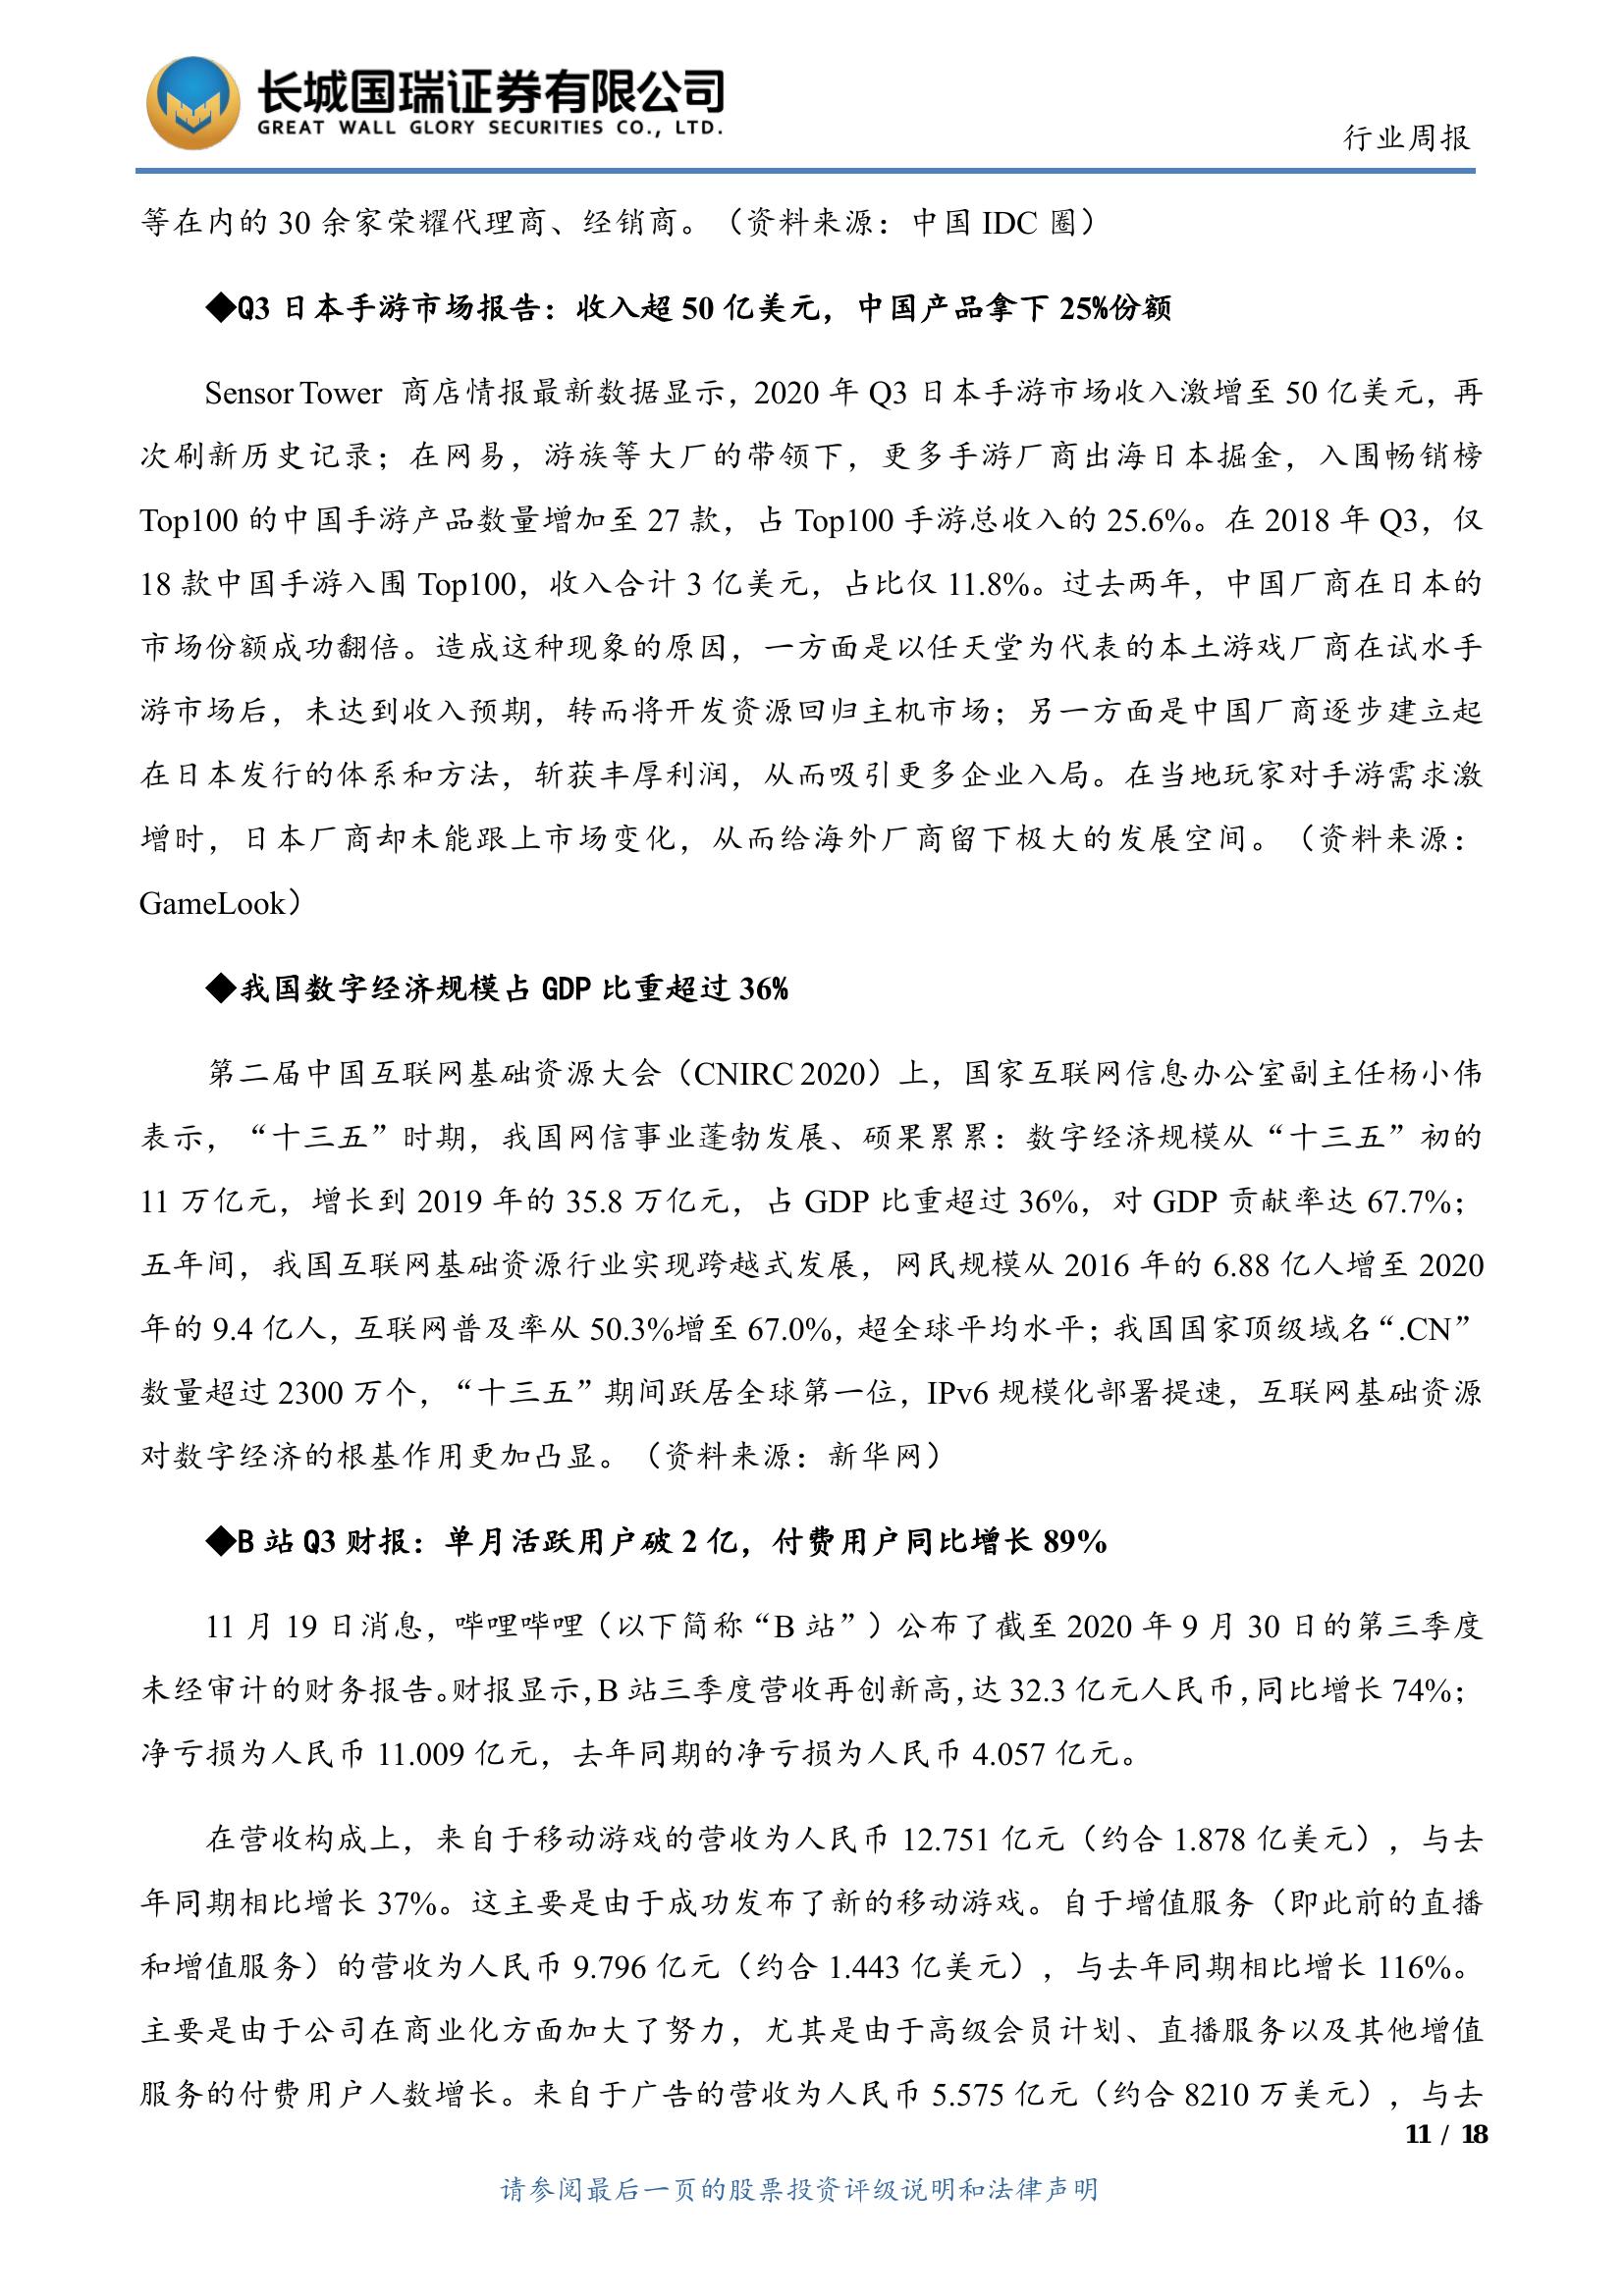 长城国瑞证券有限公司
GREAT WALL GLORY SECURITIES CO., LTD.
行业周报
等在内的 30 余家荣耀代理商、经销商。（资料来源：中国 IDC 圈）
◆Q3 日本手游市场报告：收入超 50 亿美元，中国产品拿下 25%份额
Sensor Tower 商店情报最新数据显示，2020 年 Q3 日本手游市场收入激增至 50 亿美元，再
次刷新历史记录；在网易，游族等大厂的带领下，更多手游厂商出海日本掘金，入围畅销榜
Top100 的中国手游产品数量增加至 27 款，占 Top100 手游总收入的 25.6%。在 2018 年 Q3，仅
18 款中国手游入围 Top100，收入合计 3 亿美元，占比仅 11.8%。过去两年，中国厂商在日本的
市场份额成功翻倍。造成这种现象的原因，一方面是以任天堂为代表的本土游戏厂商在试水手
游市场后，未达到收入预期，转而将开发资源回归主机市场；另一方面是中国厂商逐步建立起
在日本发行的体系和方法，斩获丰厚利润，从而吸引更多企业入局。在当地玩家对手游需求激
增时，日本厂商却未能跟上市场变化，从而给海外厂商留下极大的发展空间。（资料来源：
GameLook）
◆我国数字经济规模占 GDP 比重超过 36%
第二届中国互联网基础资源大会（CNIRC 2020）上，国家互联网信息办公室副主任杨小伟
表示，“十三五”时期，我国网信事业蓬勃发展、硕果累累：数字经济规模从“十三五”初的
11 万亿元，增长到 2019 年的 35.8 万亿元，占 GDP 比重超过 36%，对 GDP 贡献率达 67.7%；
五年间，我国互联网基础资源行业实现跨越式发展，网民规模从 2016 年的 6.88 亿人增至 2020
年的 9.4 亿人，互联网普及率从 50.3%增至 67.0%，超全球平均水平；我国国家顶级域名“.CN”
数量超过 2300 万个，“十三五”期间跃居全球第一位，IPv6 规模化部署提速，互联网基础资源
对数字经济的根基作用更加凸显。（资料来源：新华网）
◆B 站 Q3 财报：单月活跃用户破 2 亿，付费用户同比增长 89%
11 月 19 日消息，哔哩哔哩（以下简称“B 站”）公布了截至 2020 年 9 月 30 日的第三季度
未经审计的财务报告。财报显示，B 站三季度营收再创新高，达 32.3 亿元人民币，同比增长 74%；
净亏损为人民币 11.009 亿元，去年同期的净亏损为人民币 4.057 亿元。
在营收构成上，来自于移动游戏的营收为人民币 12.751 亿元（约合 1.878 亿美元），与去
年同期相比增长 37%。这主要是由于成功发布了新的移动游戏。自于增值服务（即此前的直播
和增值服务）的营收为人民币 9.796 亿元（约合 1.443 亿美元），与去年同期相比增长 116%。
主要是由于公司在商业化方面加大了努力，尤其是由于高级会员计划、直播服务以及其他增值
服务的付费用户人数增长。来自于广告的营收为人民币 5.575 亿元（约合 8210 万美元），与去
11 / 18
请参阅最后一页的股票投资评级说明和法律声明